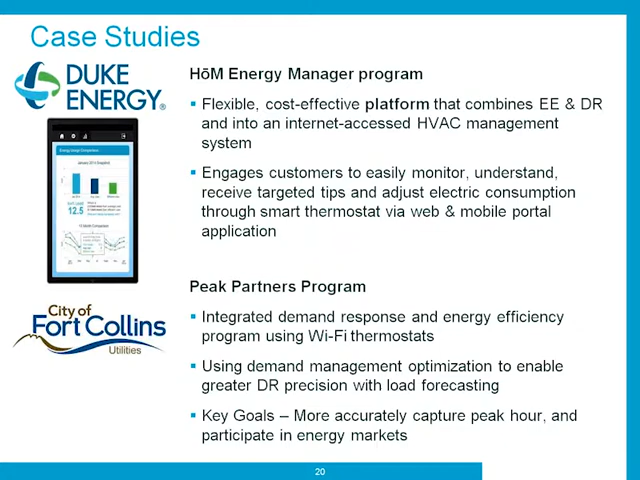 Case Studies
DUKE
ENERGY®
HōM Energy Manager program
Flexible, cost-effective platform that combines EE & DR
and into an internet-accessed HVAC management
system
Engages customers to easily monitor, understand,
receive targeted tips and adjust electric consumption
through smart thermostat via web & mobile portal
application
12.5
City of
Fort Collins
Utilities
Peak Partners Program
Integrated demand response and energy efficiency
program using Wi-Fi thermostats
Using demand management optimization to enable
greater DR precision with load forecasting
Key Goals – More accurately capture peak hour, and
participate in energy markets
20